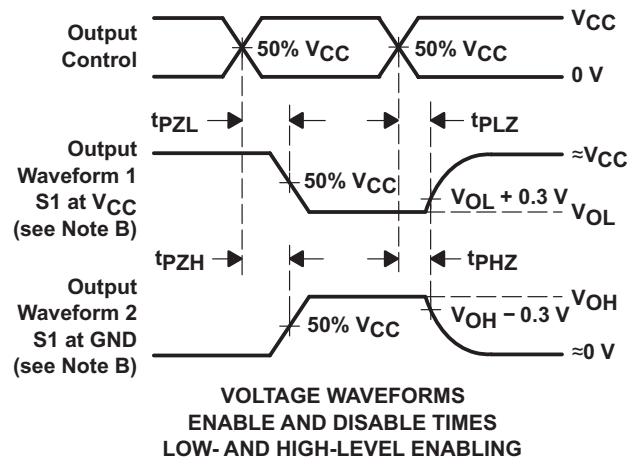 Output
Control
50% VCC
50% VCC
VCC
0 V
tPZL
tPLZ
Output
Waveform 1
S1 at VCC
(see Note B)
50% VCC
≈VCC
VOL + 0.3 V
VOL
tPZH
tPHZ
Output
Waveform 2
S1 at GND
(see Note B)
50% VCC
VOH
VOH − 0.3 V
≈0 V
VOLTAGE WAVEFORMS
ENABLE AND DISABLE TIMES
LOW- AND HIGH-LEVEL ENABLING